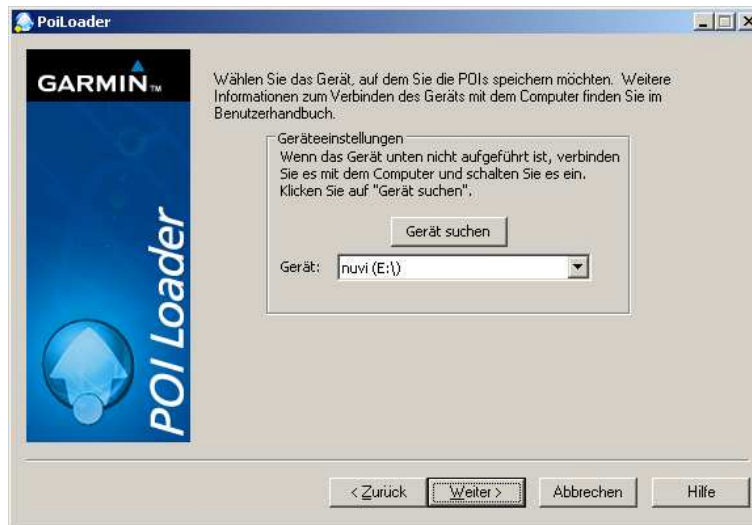 PoiLoader
GARMIN™
POI Loader
Wählen Sie das Gerät, auf dem Sie die POIs speichern möchten. Weitere
Informationen zum Verbinden des Geräts mit dem Computer finden Sie im
Benutzerhandbuch.
Geräteeinstellungen
Wenn das Gerät unten nicht aufgeführt ist, verbinden
Sie es mit dem Computer und schalten Sie es ein.
Klicken Sie auf "Gerät suchen".
Gerät suchen
Gerät: nuvi (E:\)
< Zurück Weiter > Abbrechen Hilfe